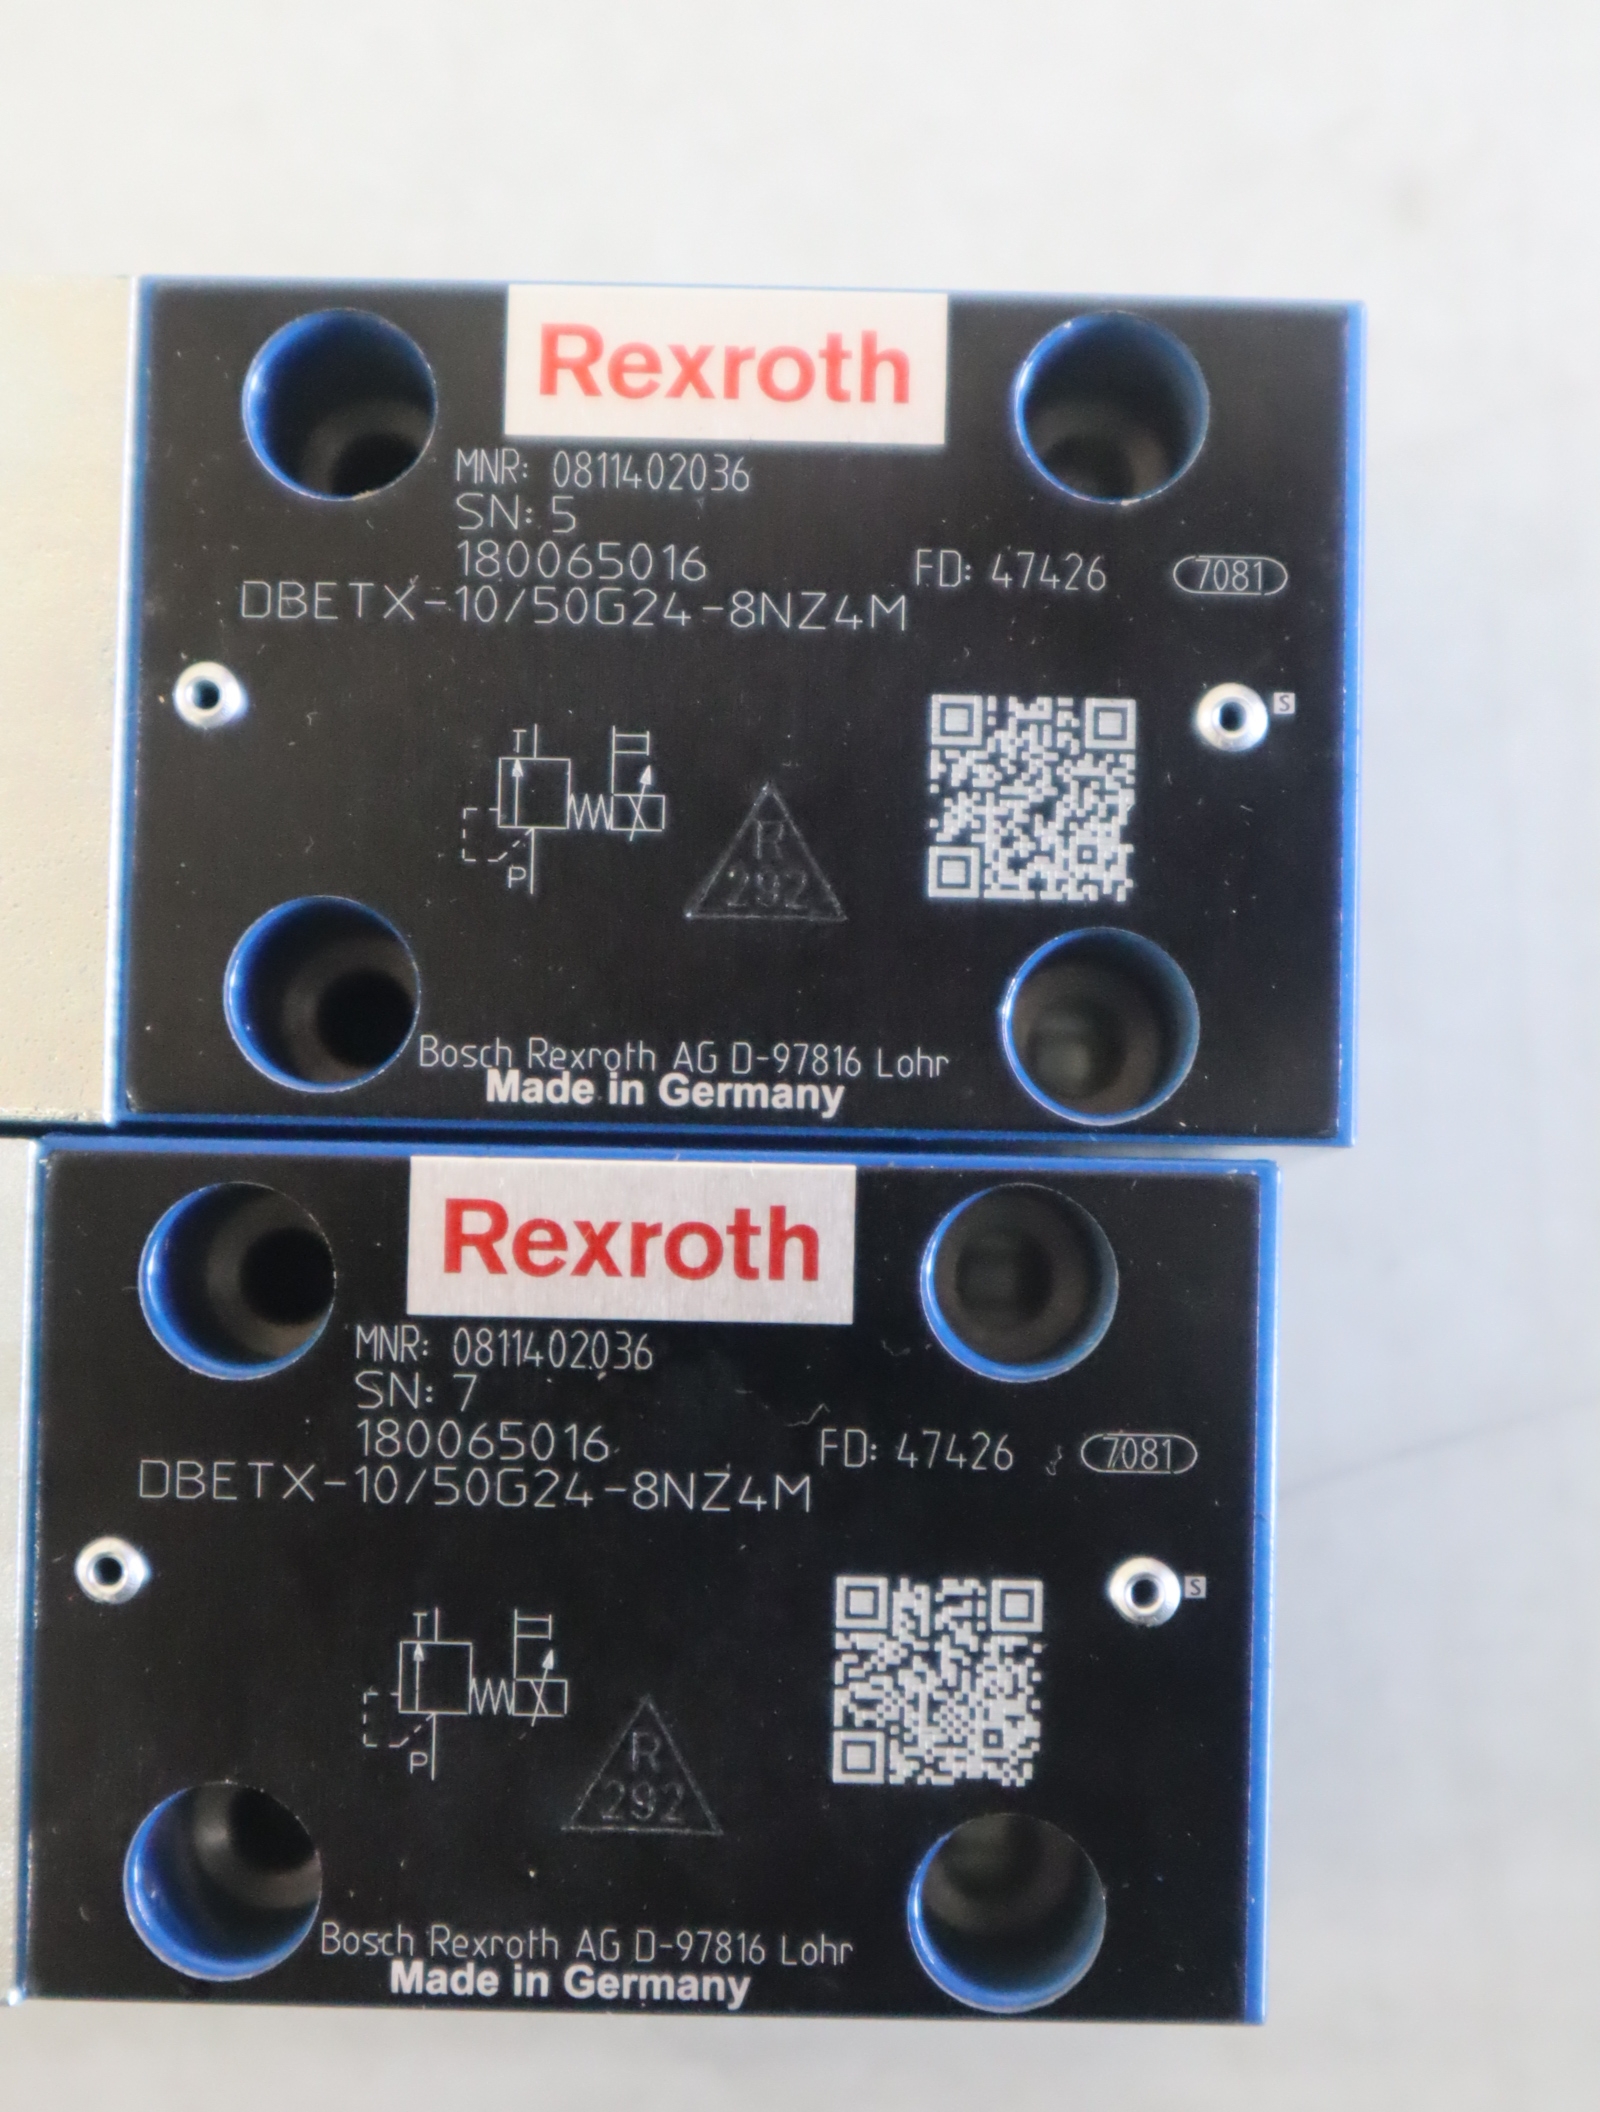 Rexroth
MNR: 0811402036
SN: 5
180065016
FD: 47426 7081
DBETX-10/50G24-8NZ4M
S
T
R
292
P
Bosch Rexroth AG D-97816 Lohr
Made in Germany
Rexroth
MNR: 0811402036
SN: 7
180065016
FD: 47426 7081
DBETX-10/50G24-8NZ4M
S
T
R
292
P
Bosch Rexroth AG D-97816 Lohr
Made in Germany